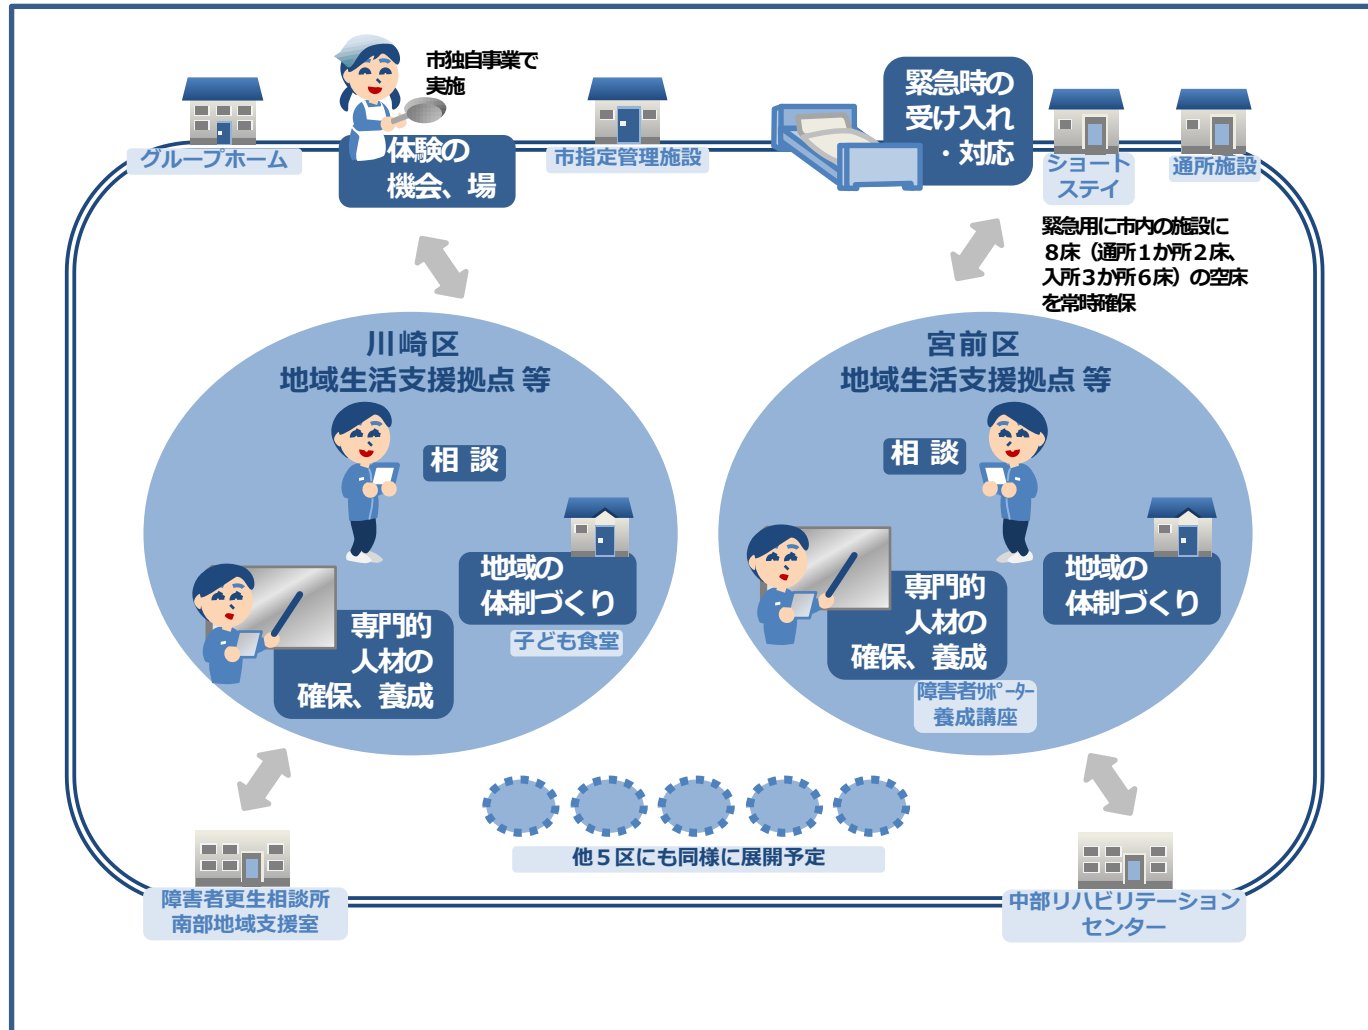 市独自事業で
実施
グループホーム
体験の
機会、場
市指定管理施設
緊急時の
受け入れ
・対応
ショート
ステイ
通所施設
緊急用に市内の施設に
８床（通所１か所２床、
入所３か所６床）の空床
を常時確保
川崎区
地域生活支援拠点 等
相 談
地域の
体制づくり
子ども食堂
専門的
人材の
確保、養成
宮前区
地域生活支援拠点 等
相 談
地域の
体制づくり
専門的
人材の
確保、養成
障害者ｻﾎﾟｰﾀｰ
養成講座
他５区にも同様に展開予定
障害者更生相談所
南部地域支援室
中部リハビリテーション
センター